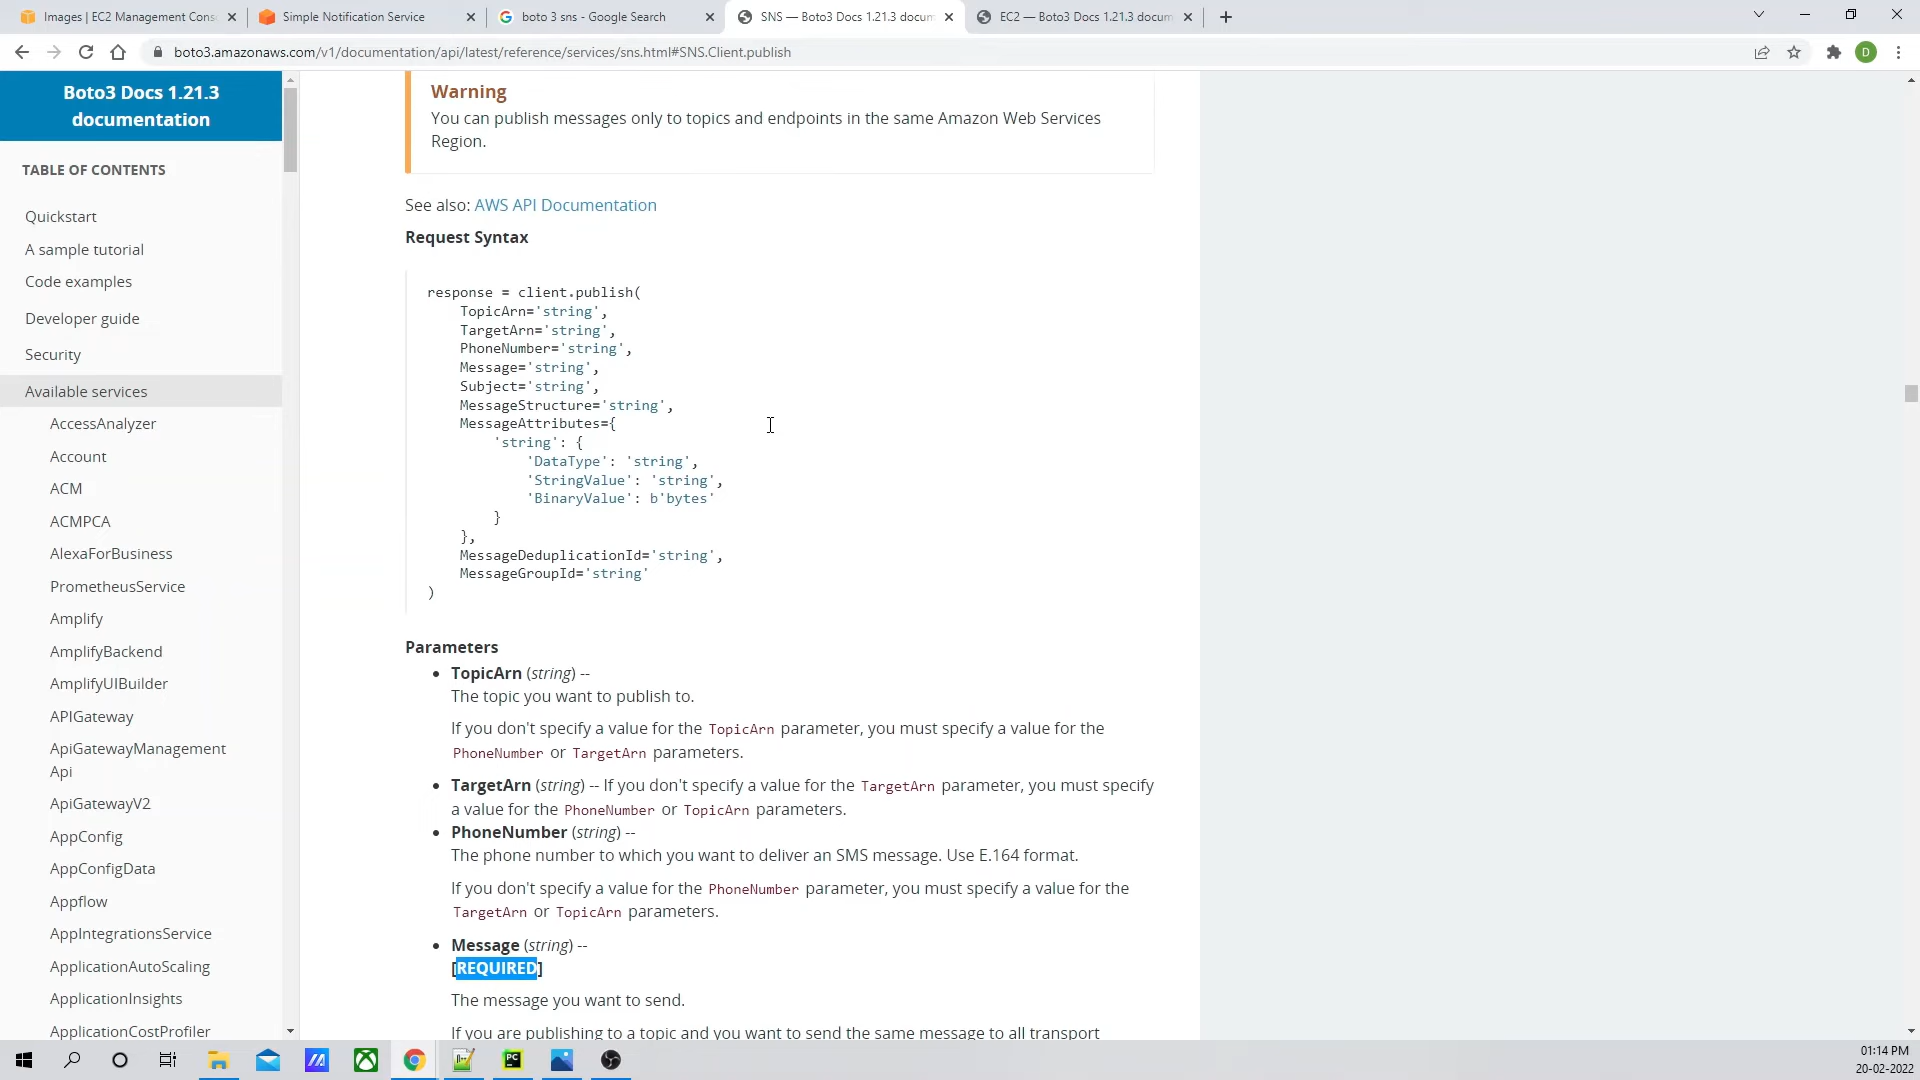 Images | EC2 Management Cons
Simple Notification Service
boto 3 sns - Google Search
SNS — Boto3 Docs 1.21.3 docum
EC2 — Boto3 Docs 1.21.3 docum
boto3.amazonaws.com/v1/documentation/api/latest/reference/services/sns.html#SNS.Client.publish
D
Boto3 Docs 1.21.3
documentation
TABLE OF CONTENTS
Quickstart
A sample tutorial
Code examples
Developer guide
Security
Available services
AccessAnalyzer
Account
ACM
ACMPCA
AlexaForBusiness
PrometheusService
Amplify
AmplifyBackend
AmplifyUIBuilder
APIGateway
ApiGatewayManagement
Api
ApiGatewayV2
AppConfig
AppConfigData
Appflow
AppIntegrationsService
ApplicationAutoScaling
ApplicationInsights
ApplicationCostProfiler
Warning
You can publish messages only to topics and endpoints in the same Amazon Web Services
Region.
See also: AWS API Documentation
Request Syntax
response = client.publish(
TopicArn='string',
TargetArn='string',
PhoneNumber='string',
Message='string',
Subject='string',
MessageStructure='string',
MessageAttributes={
'string': {
'DataType': 'string',
'StringValue': 'string',
'BinaryValue': b'bytes'
}
},
MessageDeduplicationId='string',
MessageGroupId='string'
)
Parameters
• TopicArn (string) --
The topic you want to publish to.
If you don't specify a value for the TopicArn parameter, you must specify a value for the
PhoneNumber or TargetArn parameters.
• TargetArn (string) -- If you don't specify a value for the TargetArn parameter, you must specify
a value for the PhoneNumber or TopicArn parameters.
• PhoneNumber (string) --
The phone number to which you want to deliver an SMS message. Use E.164 format.
If you don't specify a value for the PhoneNumber parameter, you must specify a value for the
TargetArn or TopicArn parameters.
• Message (string) --
[REQUIRED]
The message you want to send.
If you are publishing to a topic and you want to send the same message to all transport
PC
01:14 PM
20-02-2022